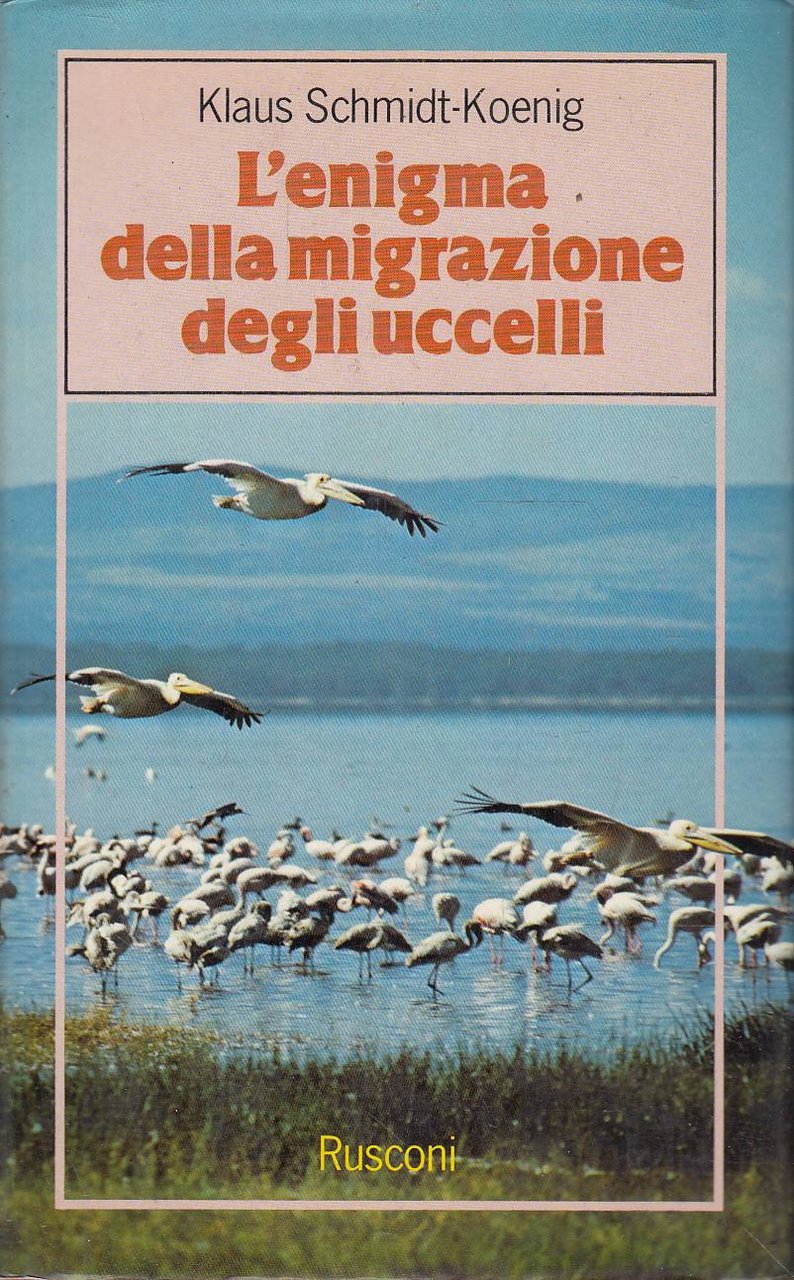 Klaus Schmidt-Koenig
L'enigma
della migrazione
degli uccelli
Rusconi